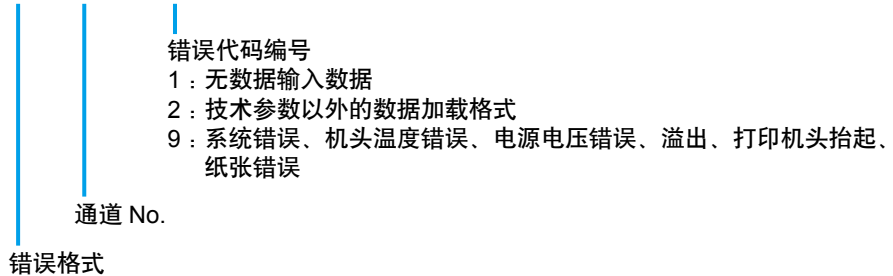 错误代码编号
1：无数据输入数据
2：技术参数以外的数据加载格式
9：系统错误、机头温度错误、电源电压错误、溢出、打印机头抬起、
纸张错误
通道 No.
错误格式